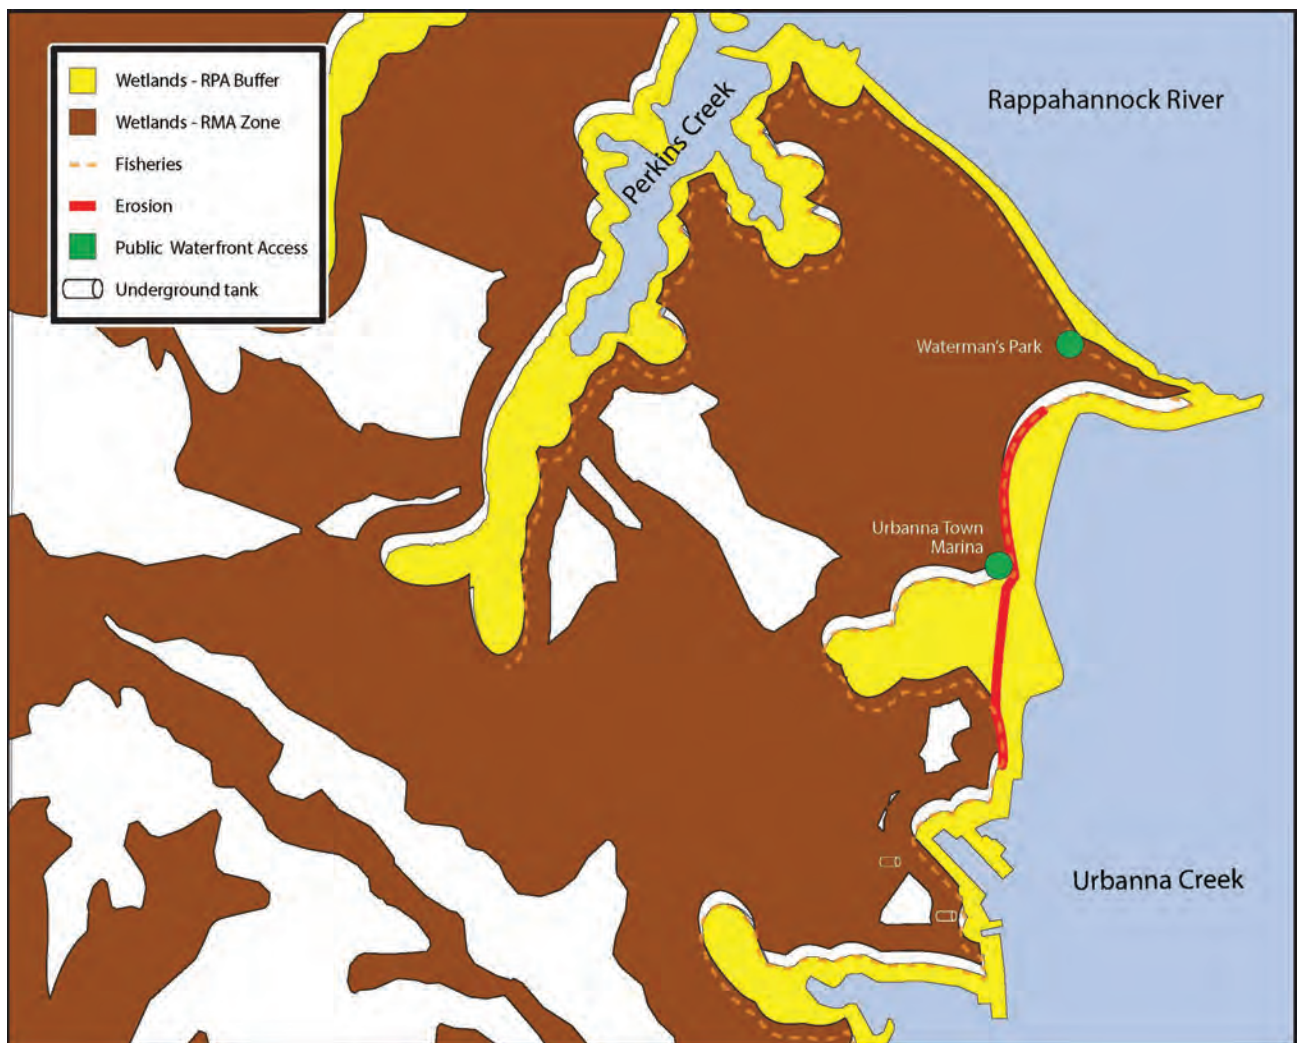 Wetlands - RPA Buffer
Wetlands - RMA Zone
Fisheries
Erosion
Public Waterfront Access
Underground tank
Perkins Creek
Rappahannock River
Waterman's Park
Urbanna Town
Marina
Urbanna Creek